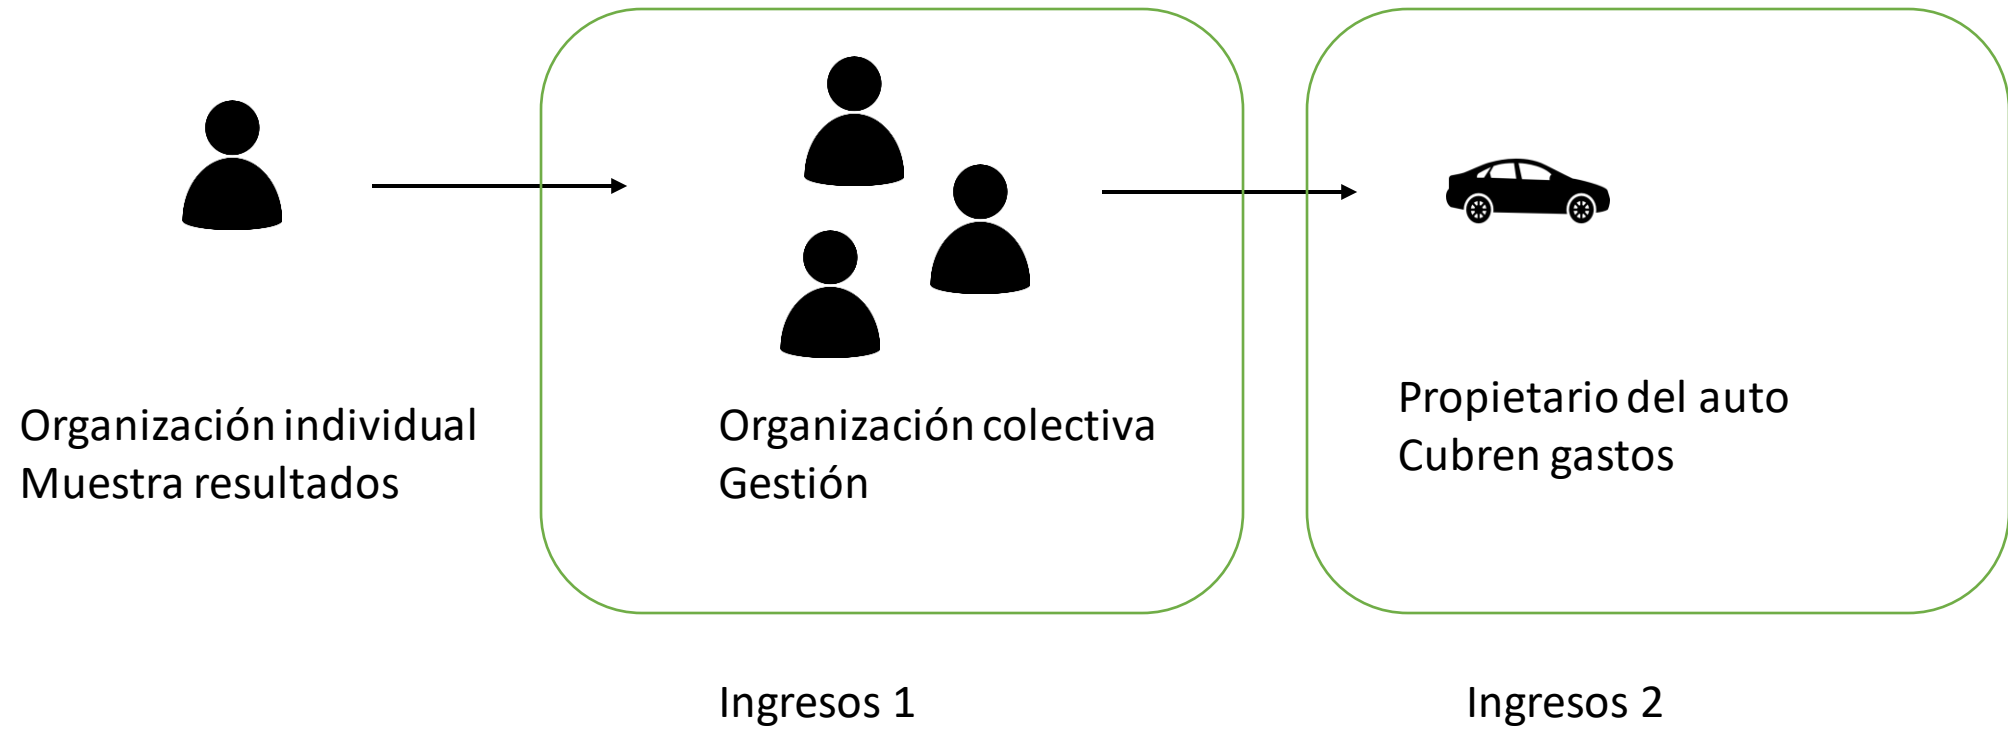 Organización individual
Muestra resultados
Organización colectiva
Gestión
Propietario del auto
Cubren gastos
Ingresos 1
Ingresos 2